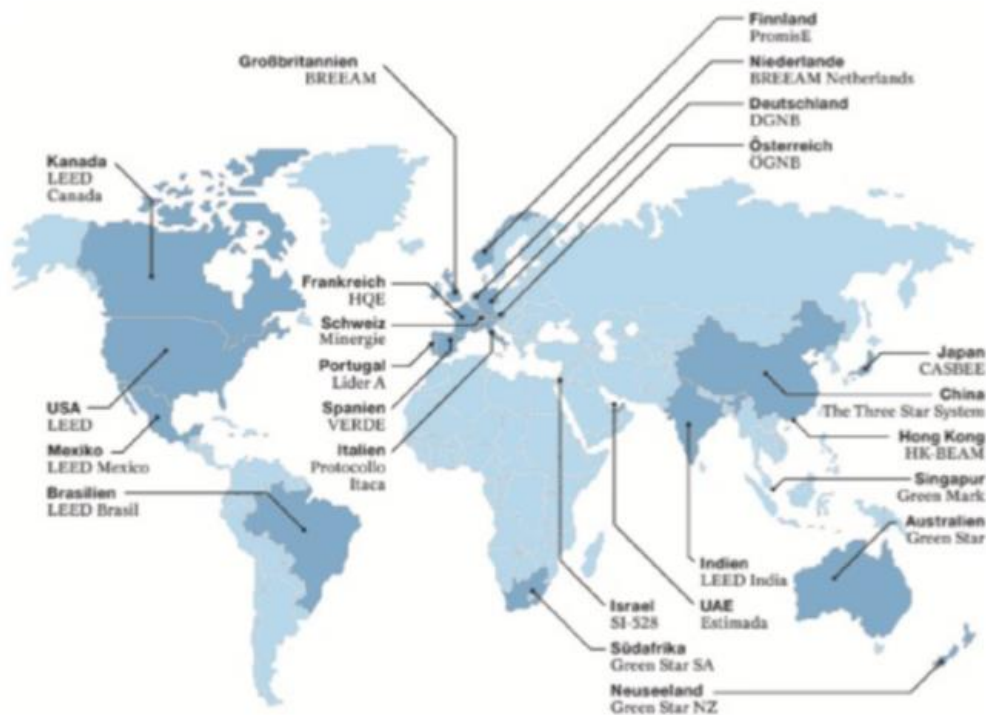 Finnland
PromisE
Großbritannien
BREEAM
Niederlande
BREEAM Netherlands
Deutschland
DGNB
Österreich
ÖGNB
Kanada
LEED
Canada
Frankreich
HQE
Schweiz
Minergie
Portugal
Lider A
Spanien
VERDE
Italien
Protocollo
Itaca
USA
LEED
Mexiko
LEED Mexico
Brasilien
LEED Brasil
Japan
CASBEE
China
The Three Star System
Hong Kong
HK-BEAM
Singapur
Green Mark
Australien
Green Star
Indien
LEED India
Israel
SI-528
UAE
Estimada
Südafrika
Green Star SA
Neuseeland
Green Star NZ